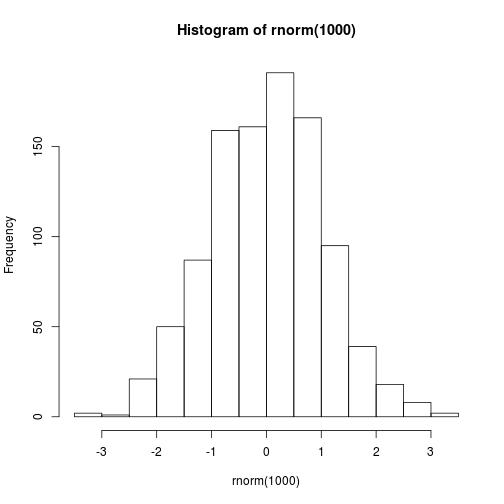 Histogram of rnorm(1000)
150
100
50
0
Frequency
-3 -2 -1 0 1 2 3
rnorm(1000)